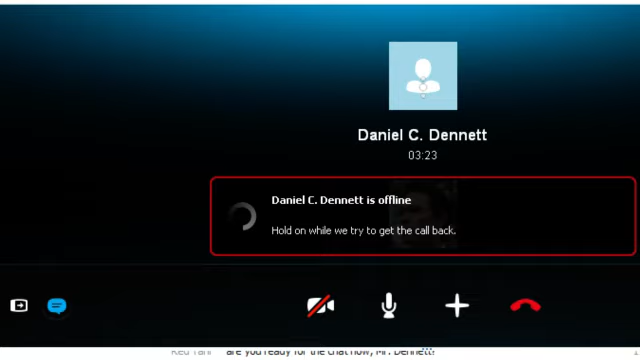 Daniel C. Dennett
03:23
Daniel C. Dennett is offline
Hold on while we try to get the call back.
are you ready for the chat now, Mr. Dennett?